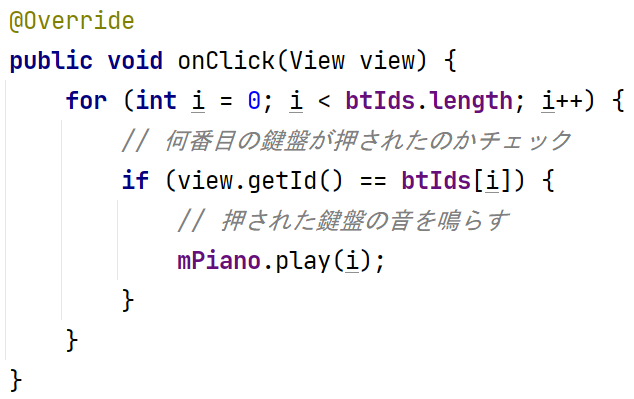 @Override
public void onClick(View view) {
    for (int i = 0; i < btIds.length; i++) {
        // 何番目の鍵盤が押されたのかチェック
        if (view.getId() == btIds[i]) {
            // 押された鍵盤の音を鳴らす
            mPiano.play(i);
        }
    }
}